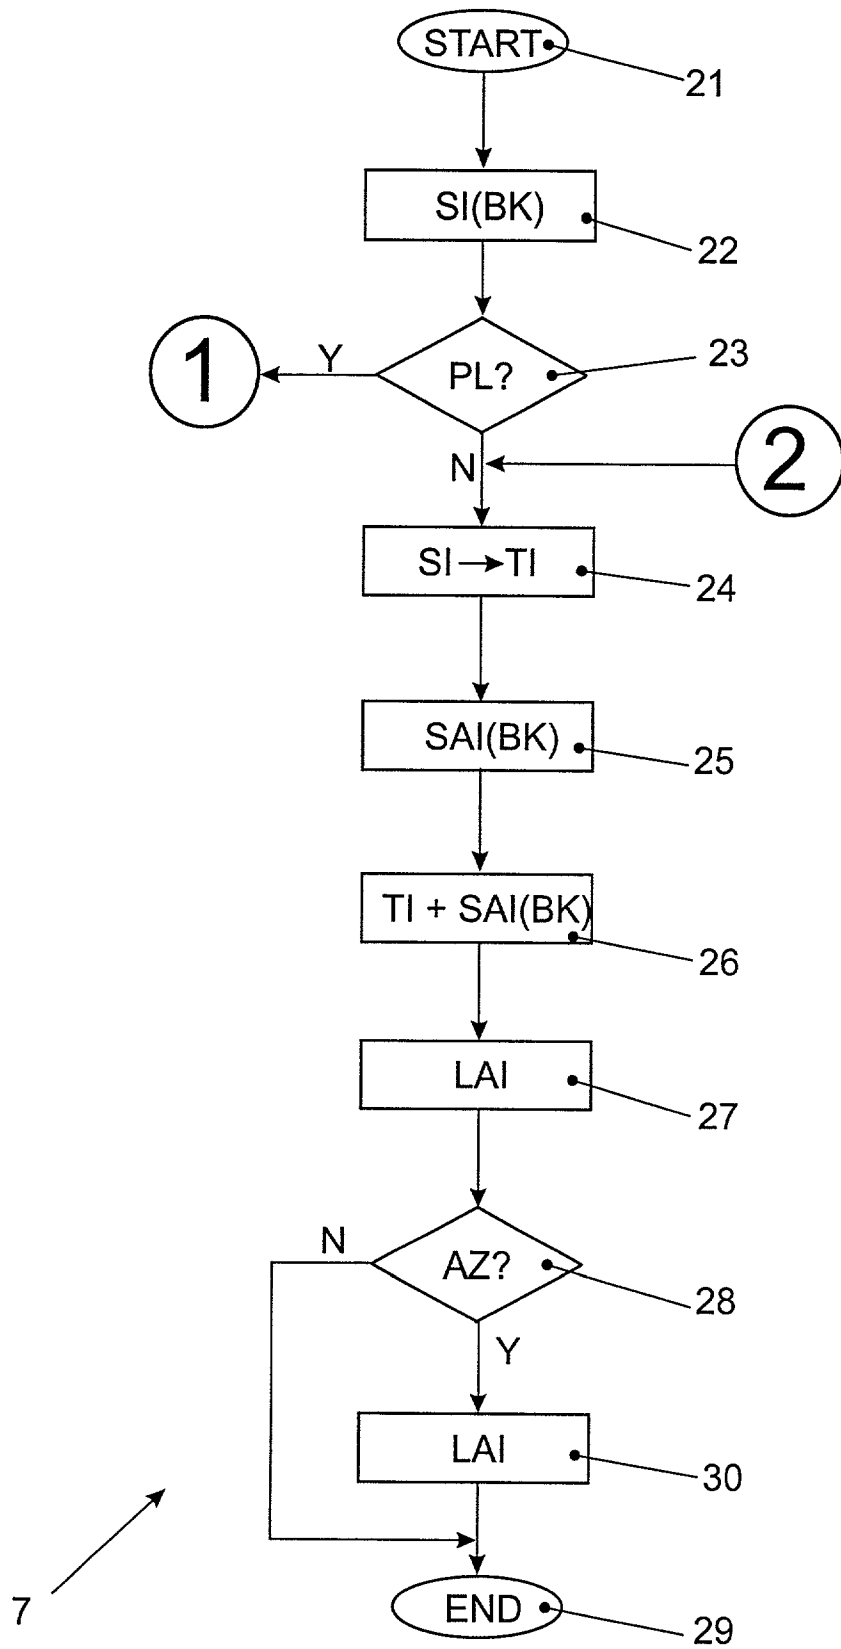 START
21
SI(BK)
22
1
Y
PL?
23
N
2
SI → TI
24
SAI(BK)
25
TI + SAI(BK)
26
LAI
27
N
AZ?
28
Y
LAI
30
7
END
29